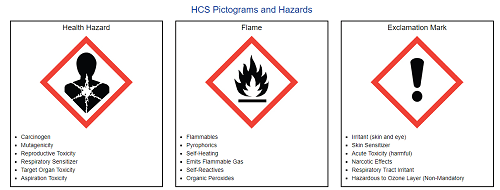 HCS Pictograms and Hazards
Health Hazard
Carcinogen
Mutagenicity
Reproductive Toxicity
Respiratory Sensitizer
Target Organ Toxicity
Aspiration Toxicity
Flame
Flammables
Pyrophorics
Self-Heating
Emits Flammable Gas
Self-Reactives
Organic Peroxides
Exclamation Mark
Irritant (skin and eye)
Skin Sensitizer
Acute Toxicity (harmful)
Narcotic Effects
Respiratory Tract Irritant
Hazardous to Ozone Layer (Non-Mandatory